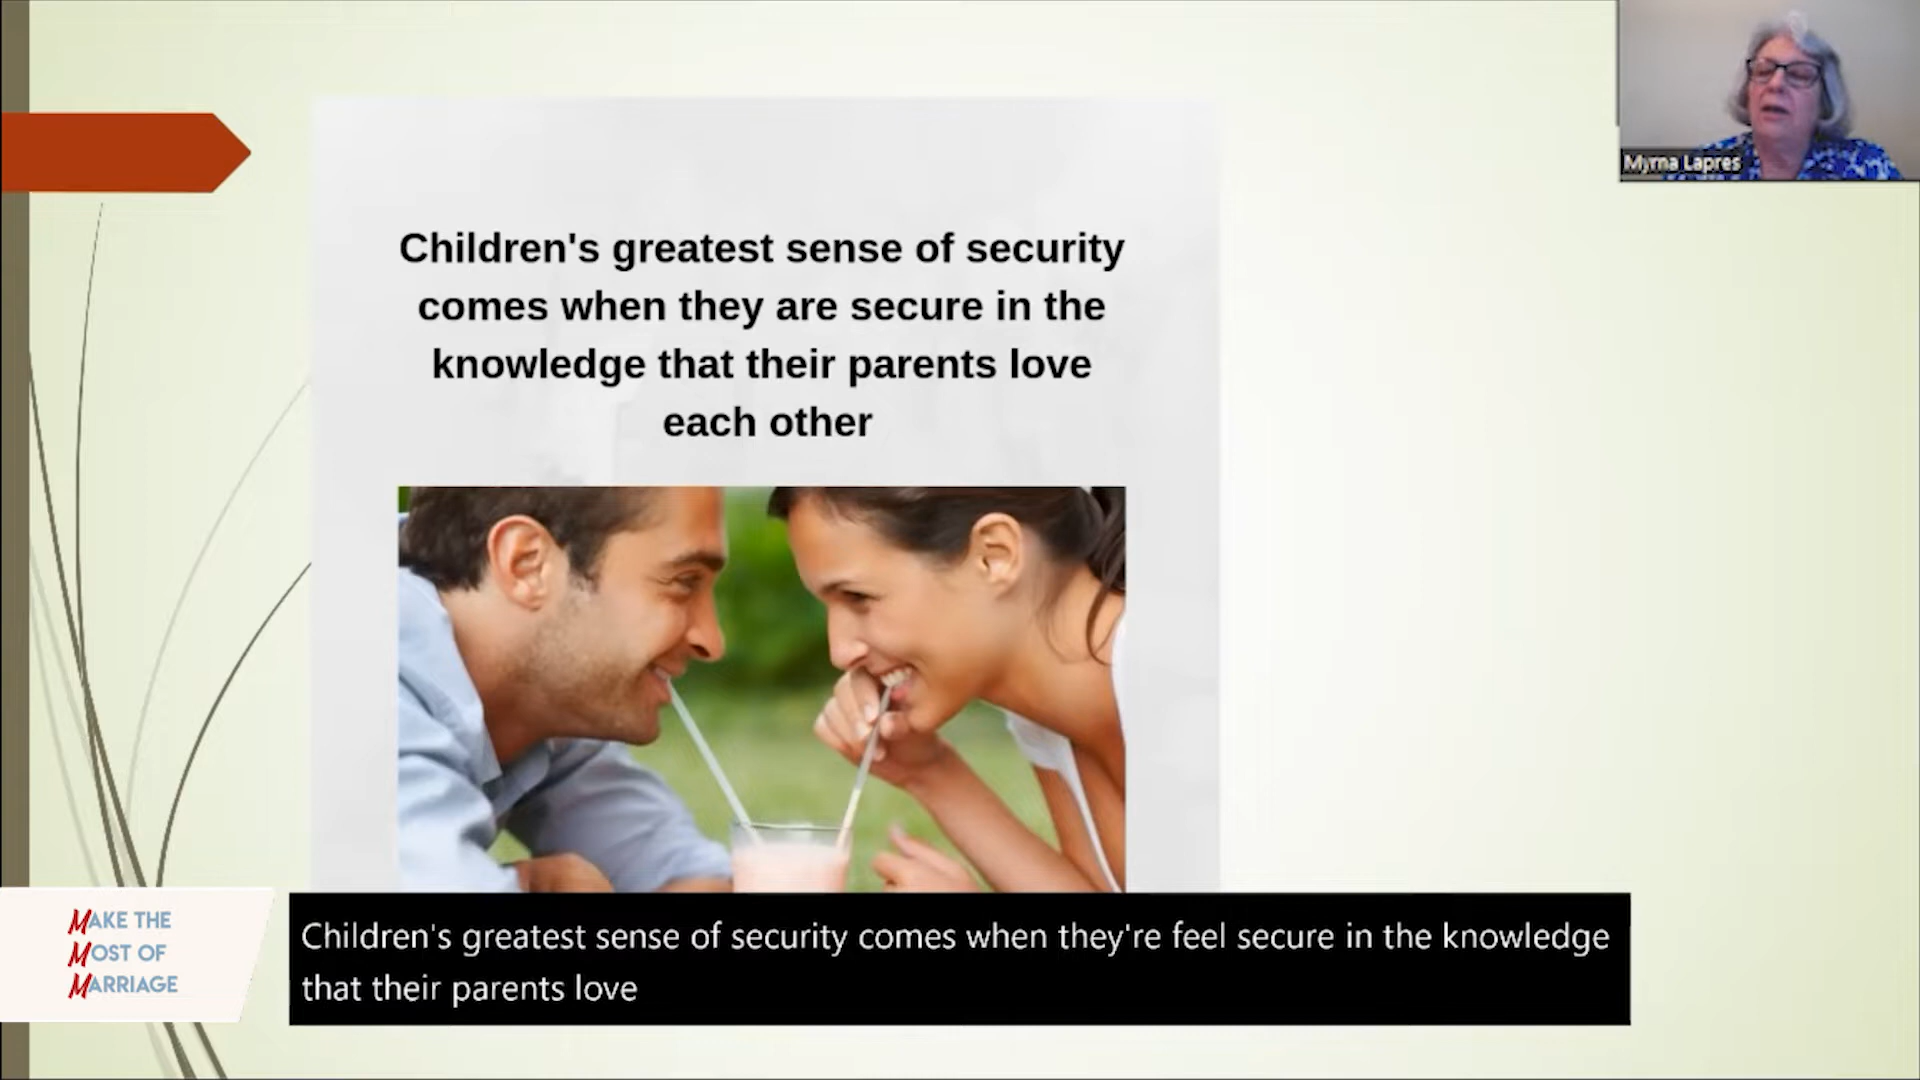 Myrna Lapres
Children's greatest sense of security
comes when they are secure in the
knowledge that their parents love
each other
MAKE THE
MOST OF
MARRIAGE
Children's greatest sense of security comes when they're feel secure in the knowledge
that their parents love